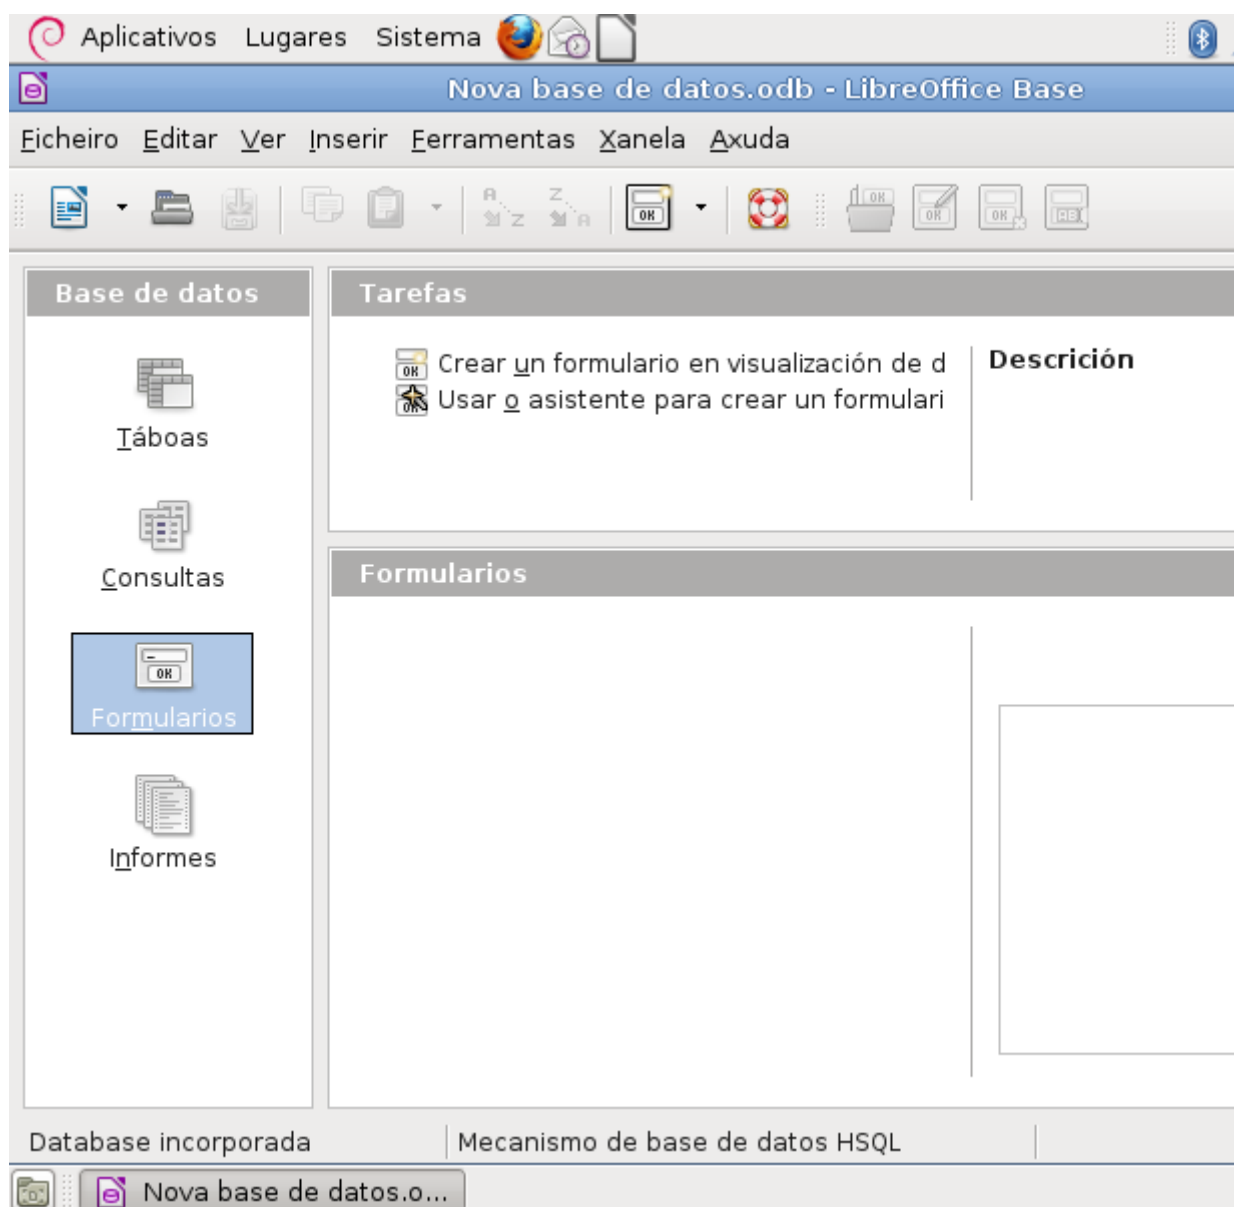 Aplicativos Lugares Sistema
Nova base de datos.odb - LibreOffice Base
Ficheiro Editar Ver Inserir Ferramentas Xanela Axuda
Base de datos
Táboas
Consultas
Formularios
Informes
Tarefas
Crear un formulario en visualización de d
Usar o asistente para crear un formulari
Descrición
Formularios
Database incorporada
Mecanismo de base de datos HSQL
Nova base de datos.o...